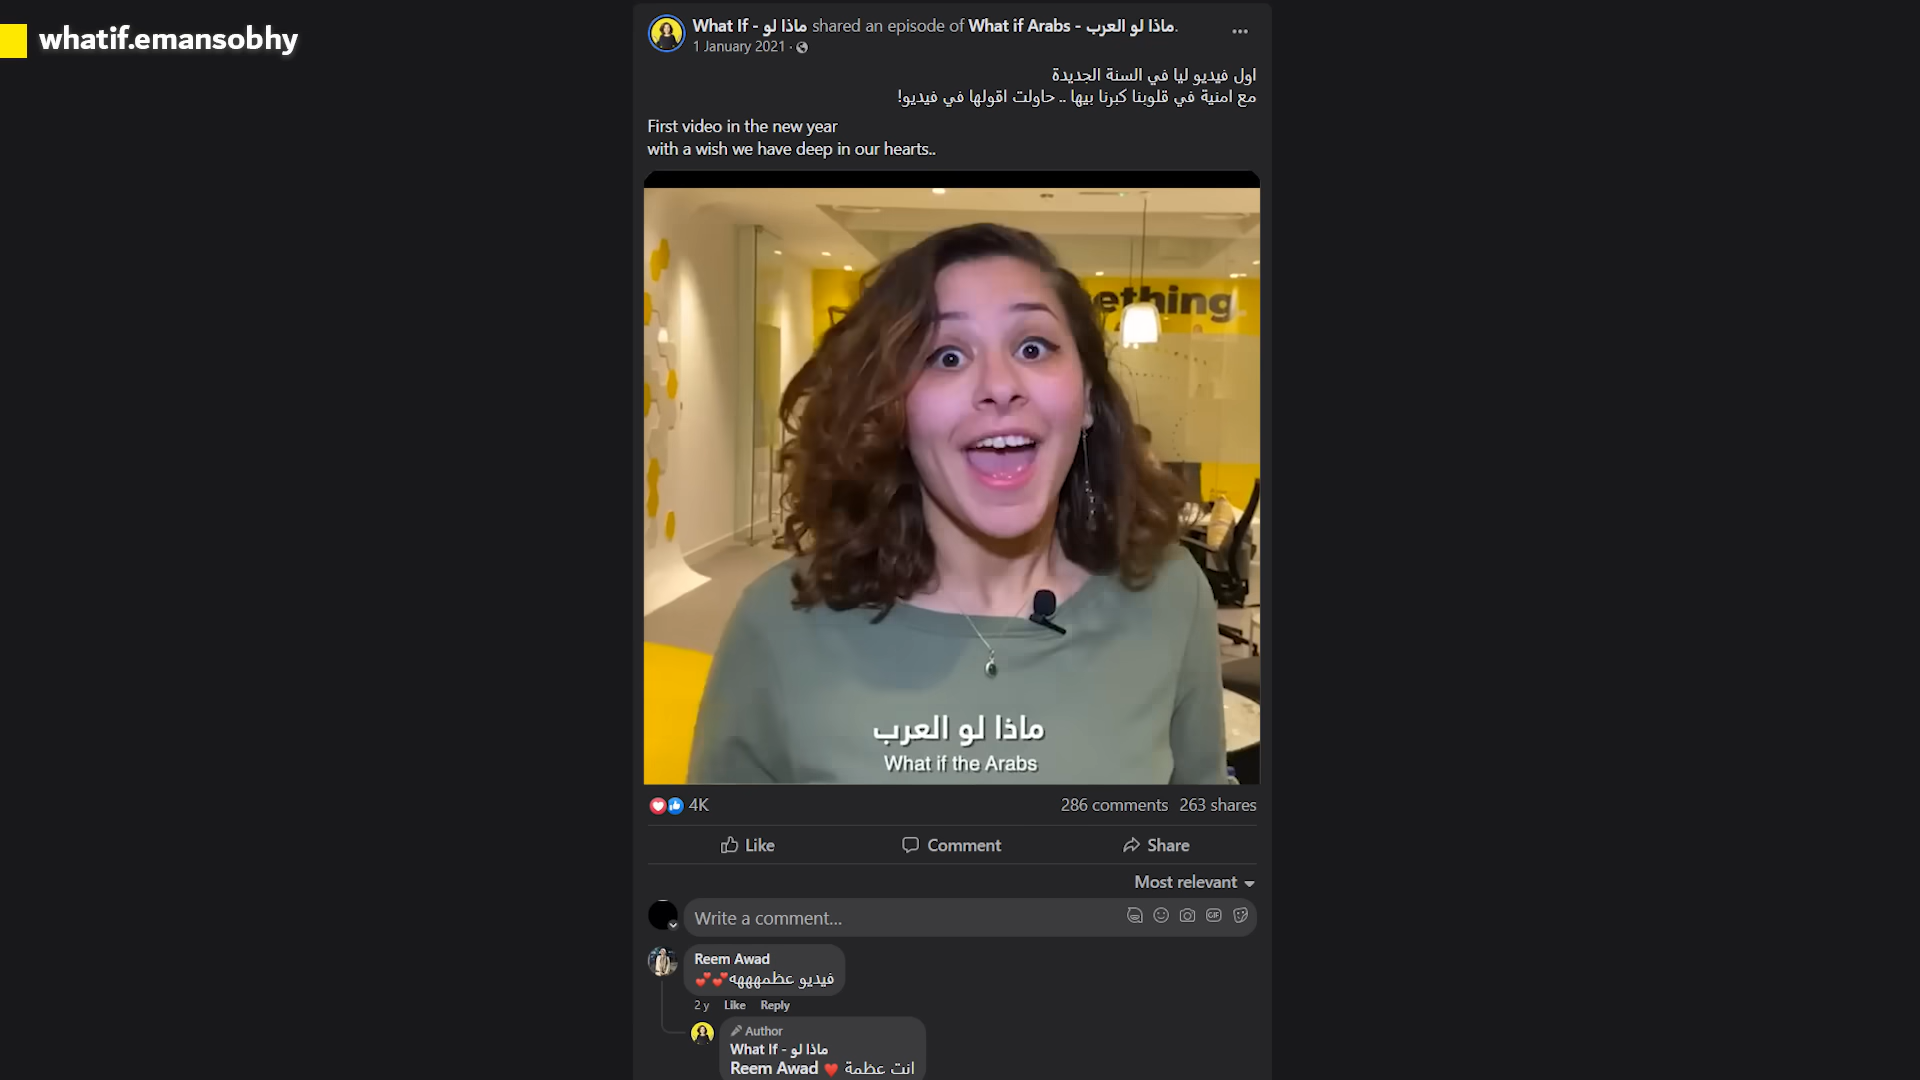 whatif.emansobhy
What If - ماذا لو shared an episode of What if Arabs - ماذا لو العرب.
1 January 2021 ·
اول فيديو ليا في السنة الجديدة
مع امنية في قلوبنا كبرنا بيها .. حاولت اقولها في فيديو!
First video in the new year
with a wish we have deep in our hearts..
ething
ماذا لو العرب
What if the Arabs
4K 286 comments 263 shares
Like Comment Share
Most relevant
Write a comment... GIF
Reem Awad
فيديو عظمهههه💕💕
2 y Like Reply
Author
What If - ماذا لو
Reem Awad ❤️ انت عظمة